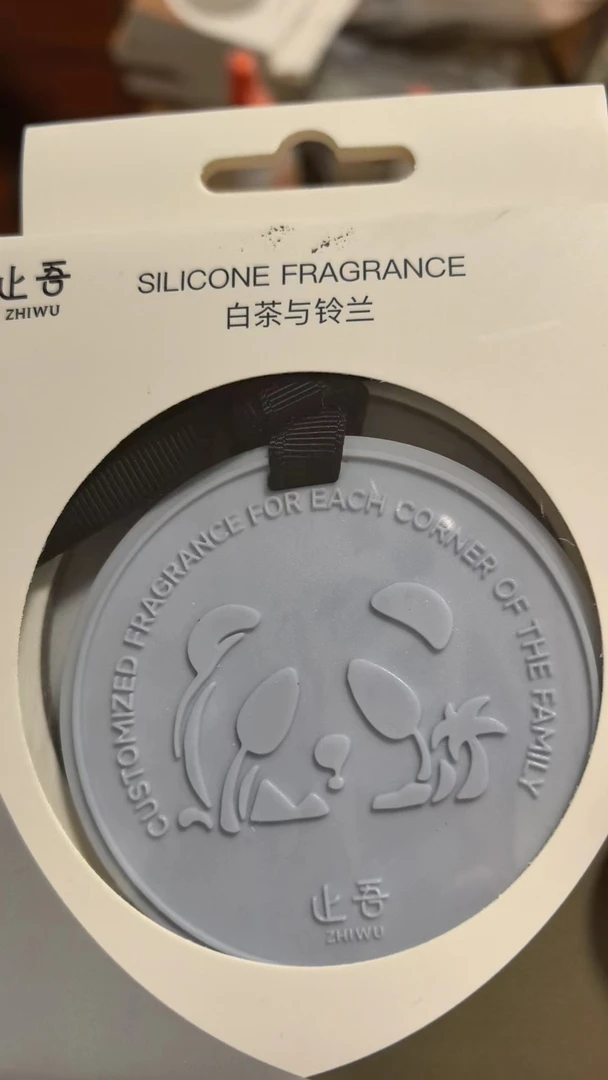 止吾
ZHIWU
SILICONE FRAGRANCE
白茶与铃兰
CUSTOMIZED FRAGRANCE FOR EACH CORNER OF THE FAMILY
止吾
ZHIWU